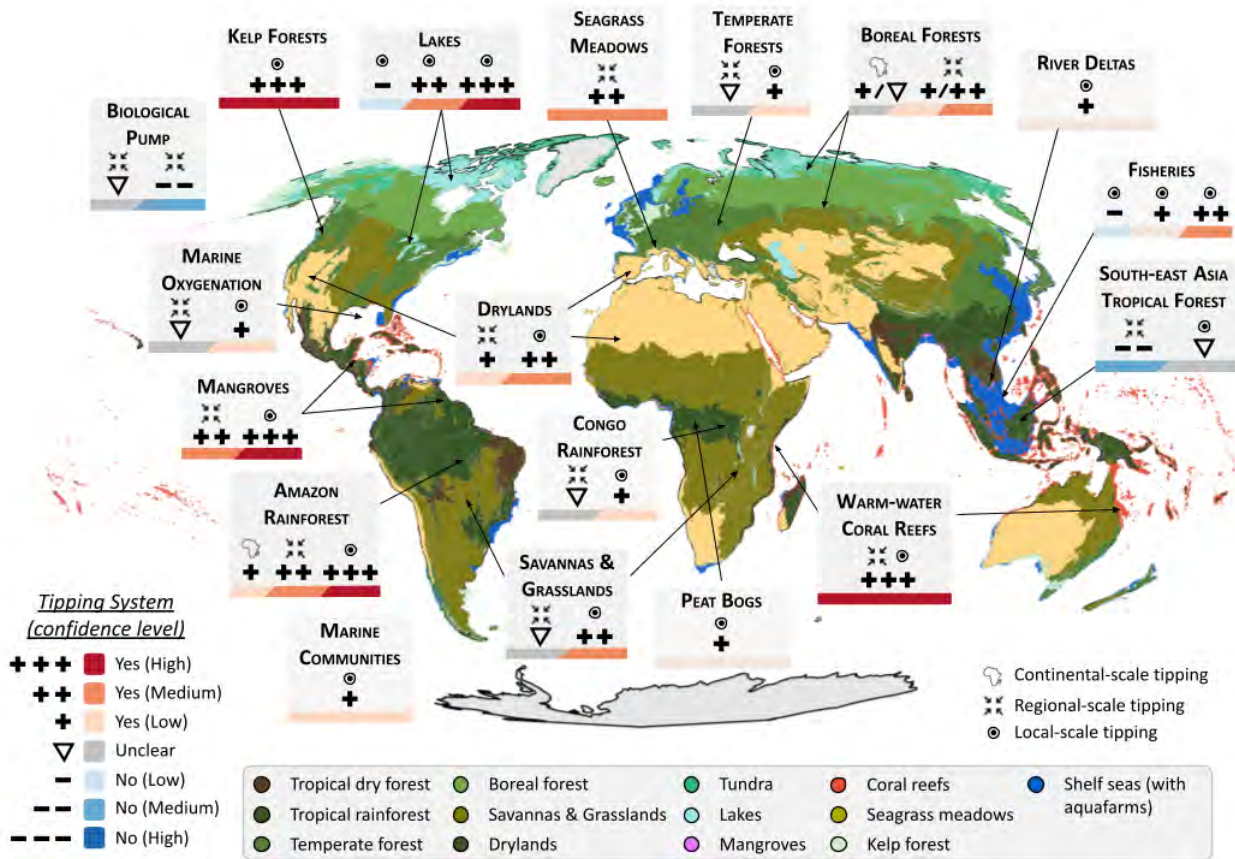 KELP FORESTS
+++
LAKES
− ++ +++
SEAGRASS
MEADOWS
++
TEMPERATE
FORESTS
▽ +
BOREAL FORESTS
+/▽ +/++
RIVER DELTAS
+
BIOLOGICAL
PUMP
▽ −−
FISHERIES
− + ++
MARINE
OXYGENATION
▽ +
DRYLANDS
+ ++
SOUTH-EAST ASIA
TROPICAL FOREST
−− ▽
MANGROVES
++ +++
CONGO
RAINFOREST
▽ +
AMAZON
RAINFOREST
+ ++ +++
WARM-WATER
CORAL REEFS
+++
SAVANNAS &
GRASSLANDS
▽ ++
PEAT BOGS
+
MARINE
COMMUNITIES
+
Tipping System
(confidence level)
+++ Yes (High)
++ Yes (Medium)
+ Yes (Low)
▽ Unclear
− No (Low)
−− No (Medium)
−−− No (High)
Continental-scale tipping
Regional-scale tipping
Local-scale tipping
Tropical dry forest
Boreal forest
Tundra
Coral reefs
Shelf seas (with
aquafarms)
Tropical rainforest
Savannas & Grasslands
Lakes
Seagrass meadows
Temperate forest
Drylands
Mangroves
Kelp forest